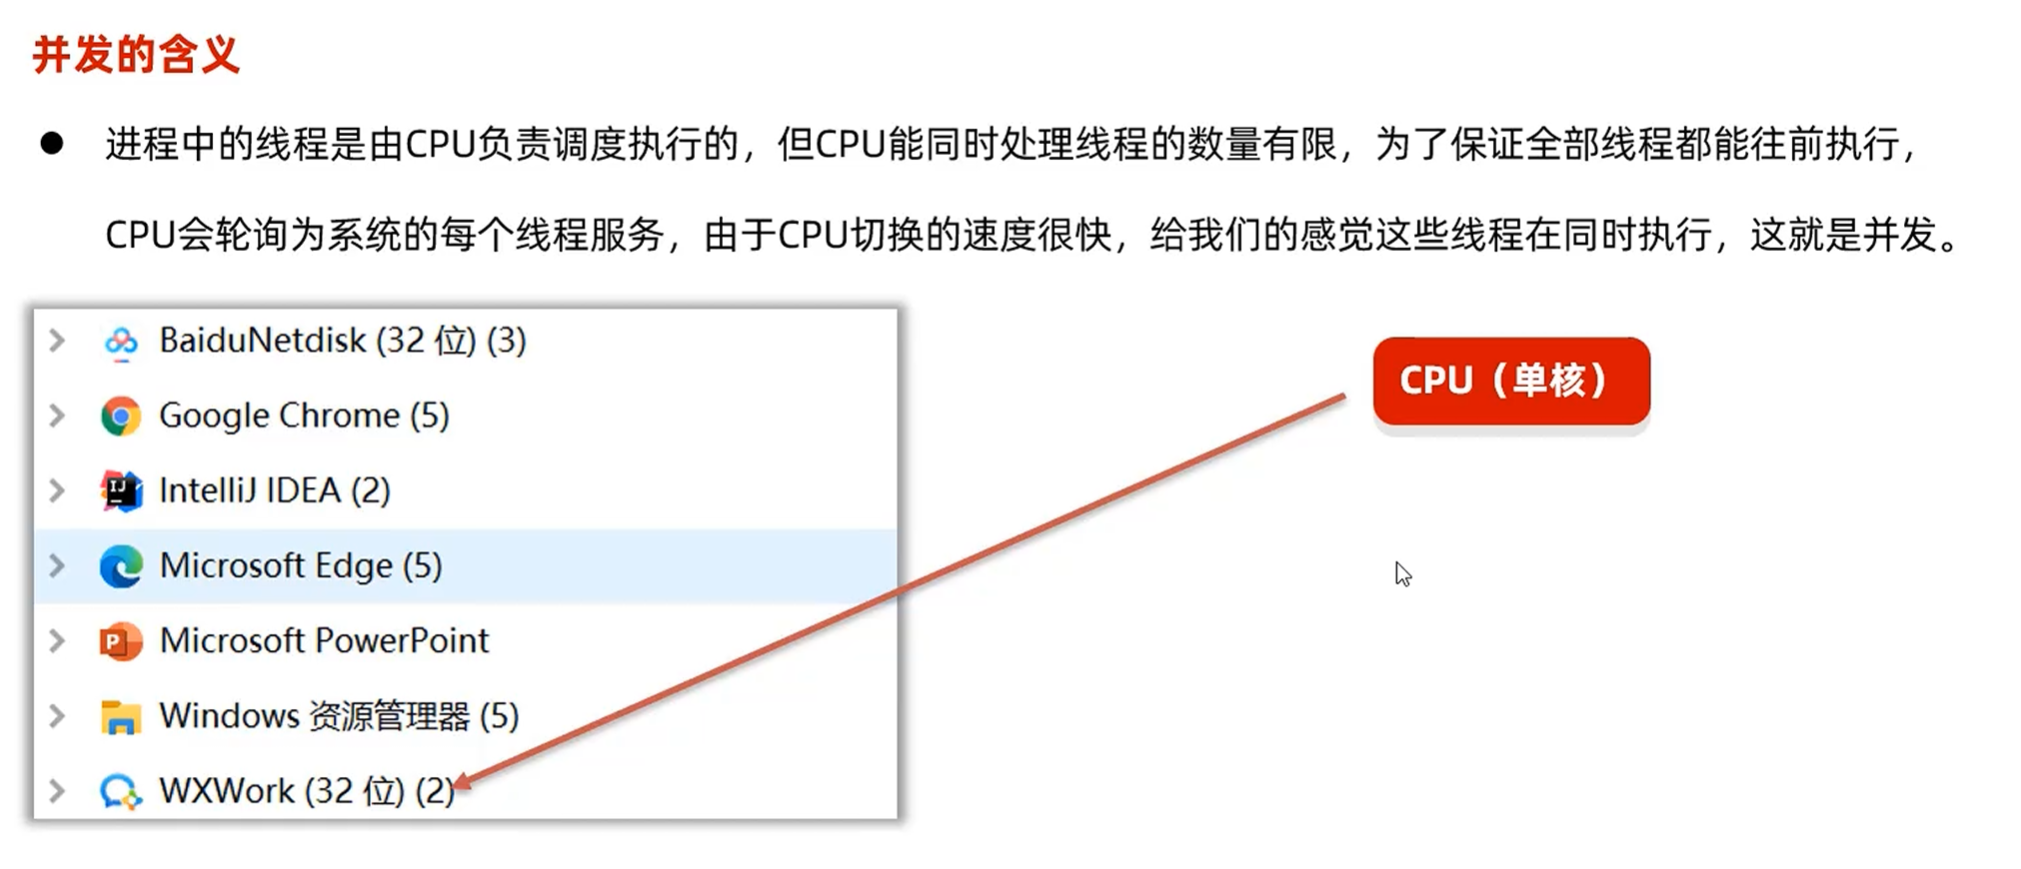 并发的含义
进程中的线程是由CPU负责调度执行的，但CPU能同时处理线程的数量有限，为了保证全部线程都能往前执行，
CPU会轮询为系统的每个线程服务，由于CPU切换的速度很快，给我们的感觉这些线程在同时执行，这就是并发。
BaiduNetdisk (32 位) (3)
CPU（单核）
Google Chrome (5)
IntelliJ IDEA (2)
Microsoft Edge (5)
Microsoft PowerPoint
Windows 资源管理器 (5)
WXWork (32 位) (2)